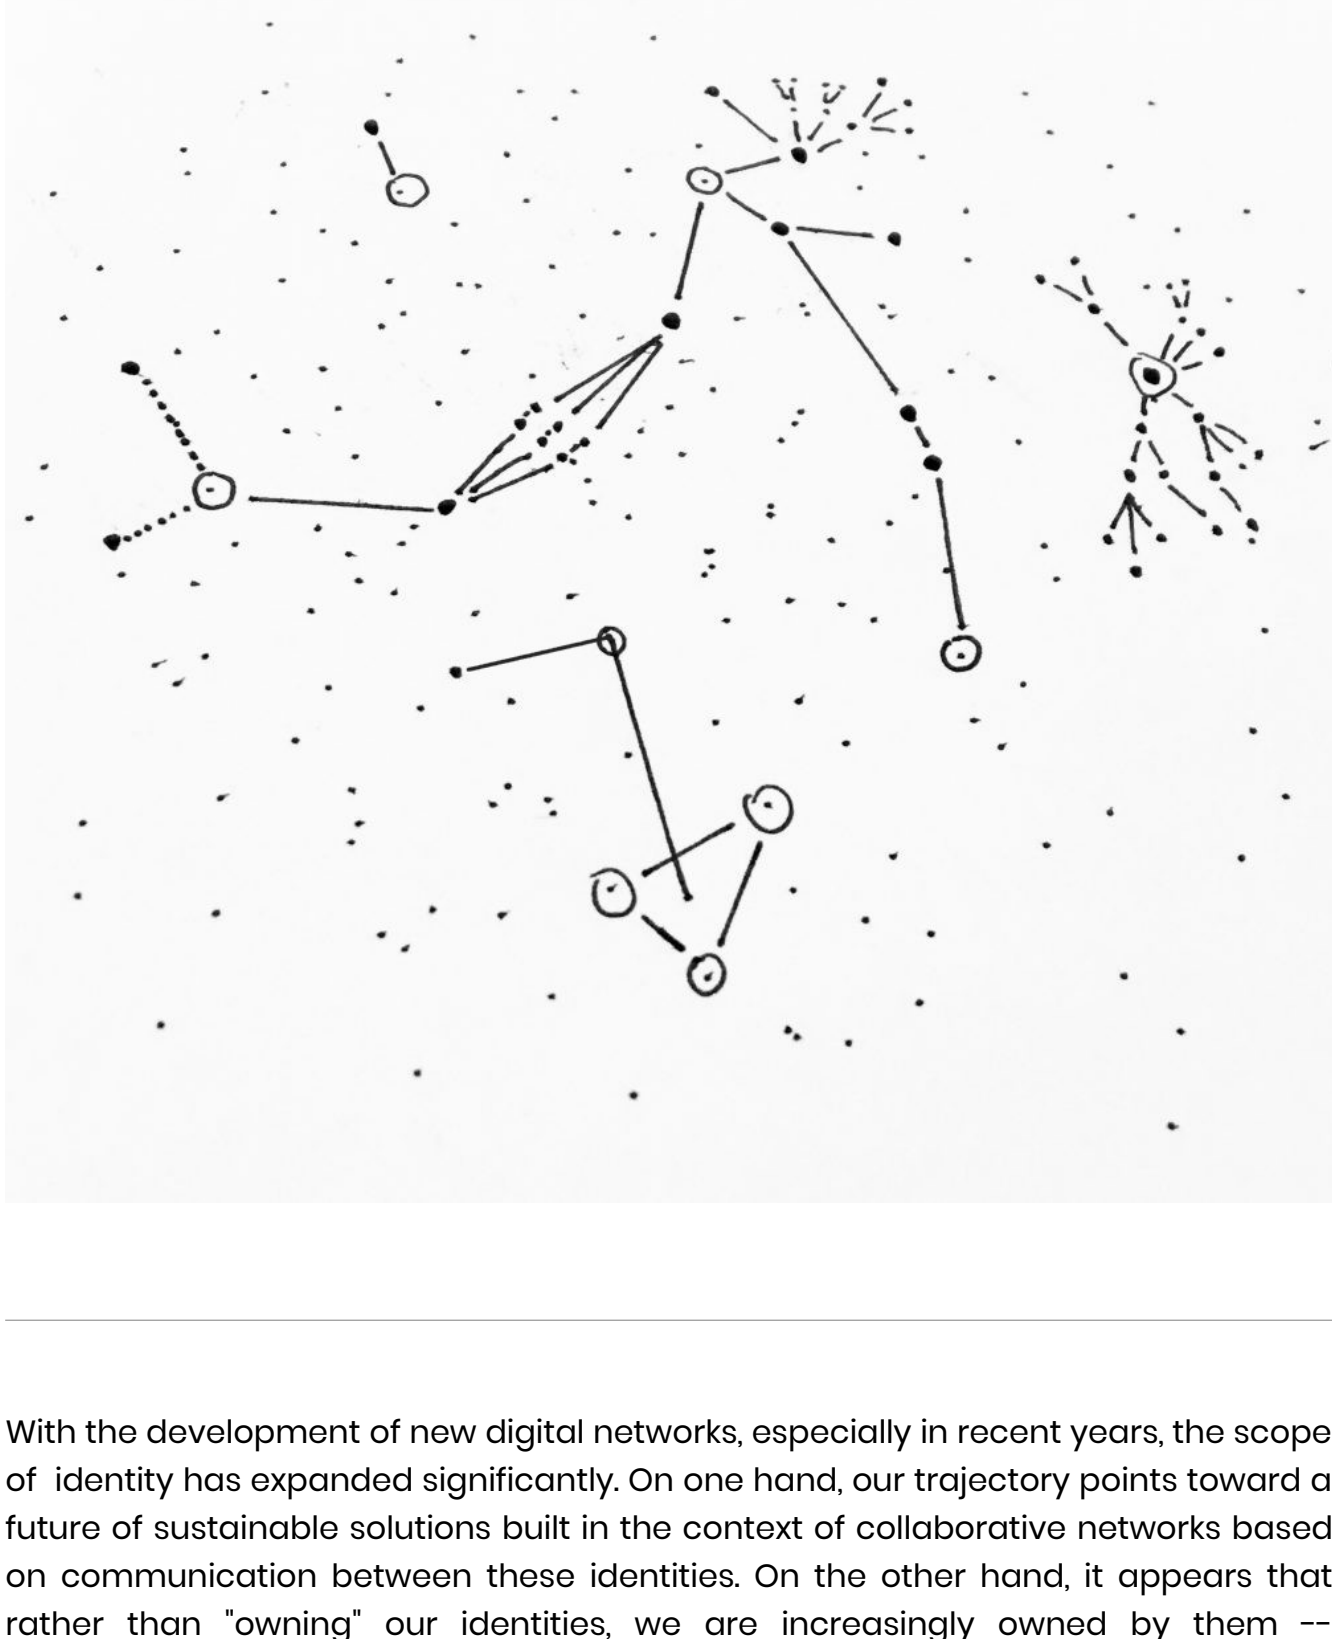 With the development of new digital networks, especially in recent years, the scope
of identity has expanded significantly. On one hand, our trajectory points toward a
future of sustainable solutions built in the context of collaborative networks based
on communication between these identities. On the other hand, it appears that
rather than "owning" our identities, we are increasingly owned by them --